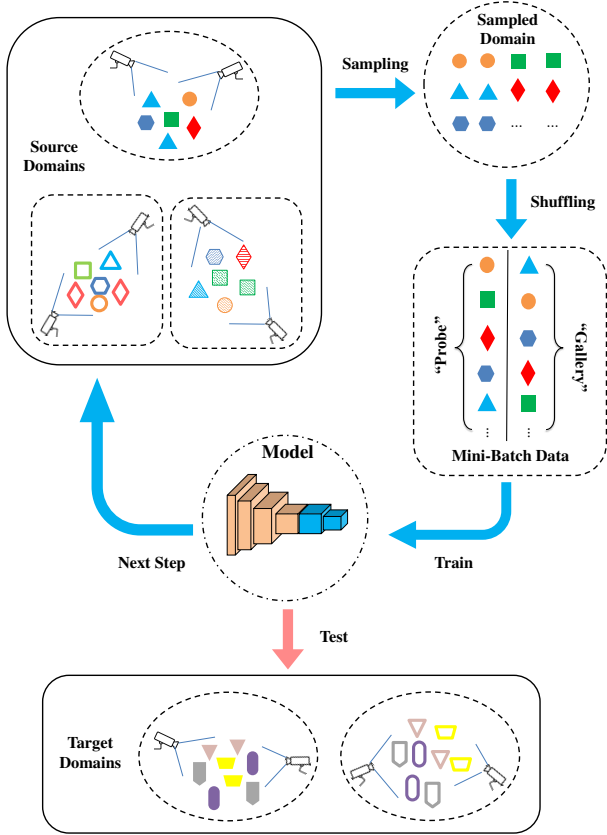 Source
Domains
Sampling
Sampled
Domain
...
...
Shuffling
“Probe”
“Gallery”
...
...
Mini-Batch Data
Train
Model
Next Step
Test
Target
Domains